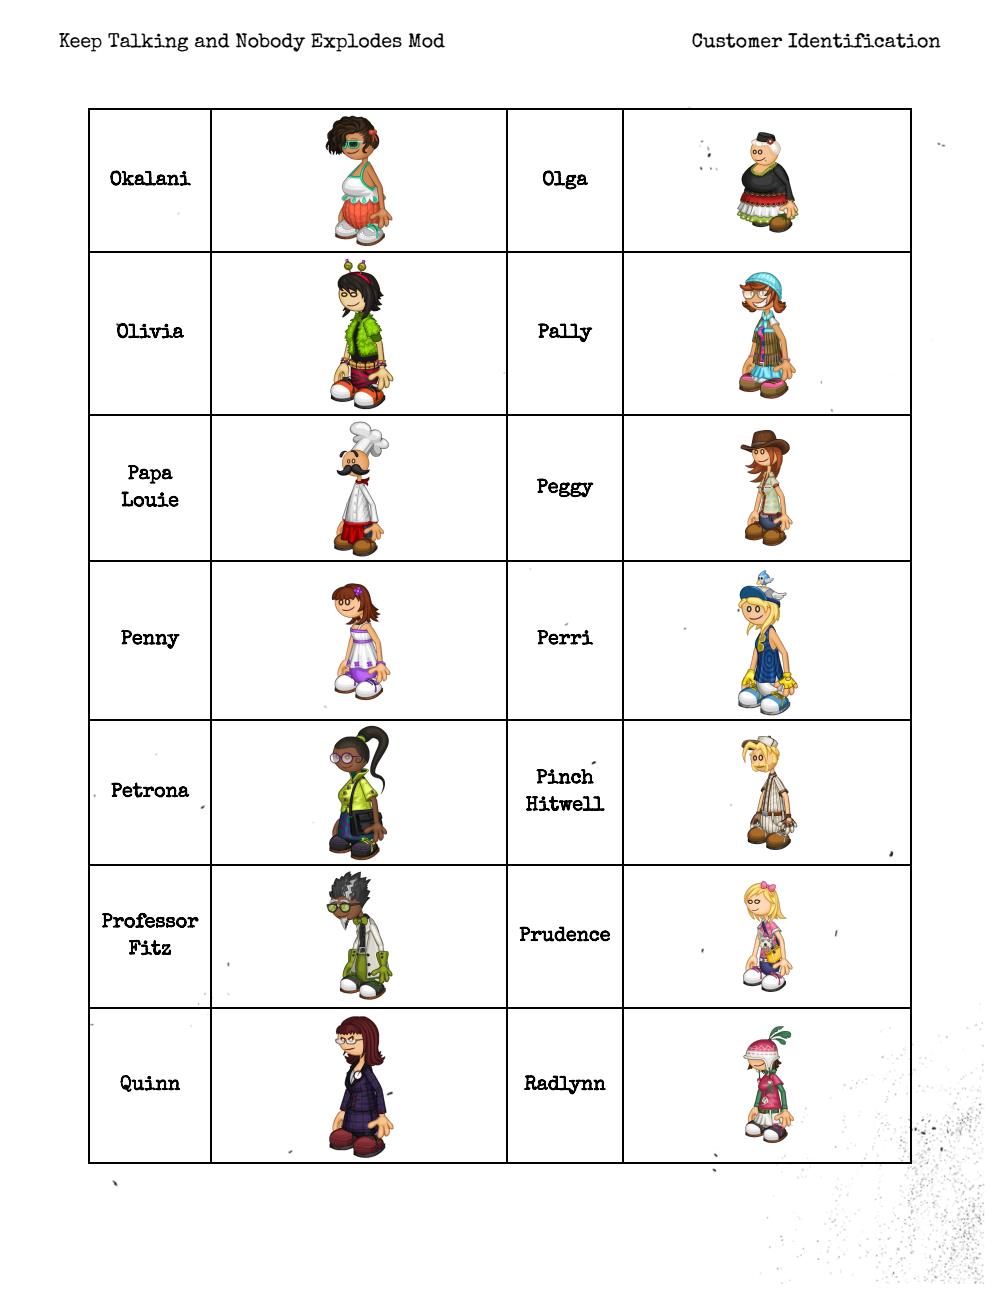 Keep Talking and Nobody Explodes Mod
Customer Identification
Okalani
Olga
Olivia
Pally
Papa
Louie
Peggy
Penny
Perri
Petrona
Pinch
Hitwell
Professor
Fitz
Prudence
Quinn
Radlynn